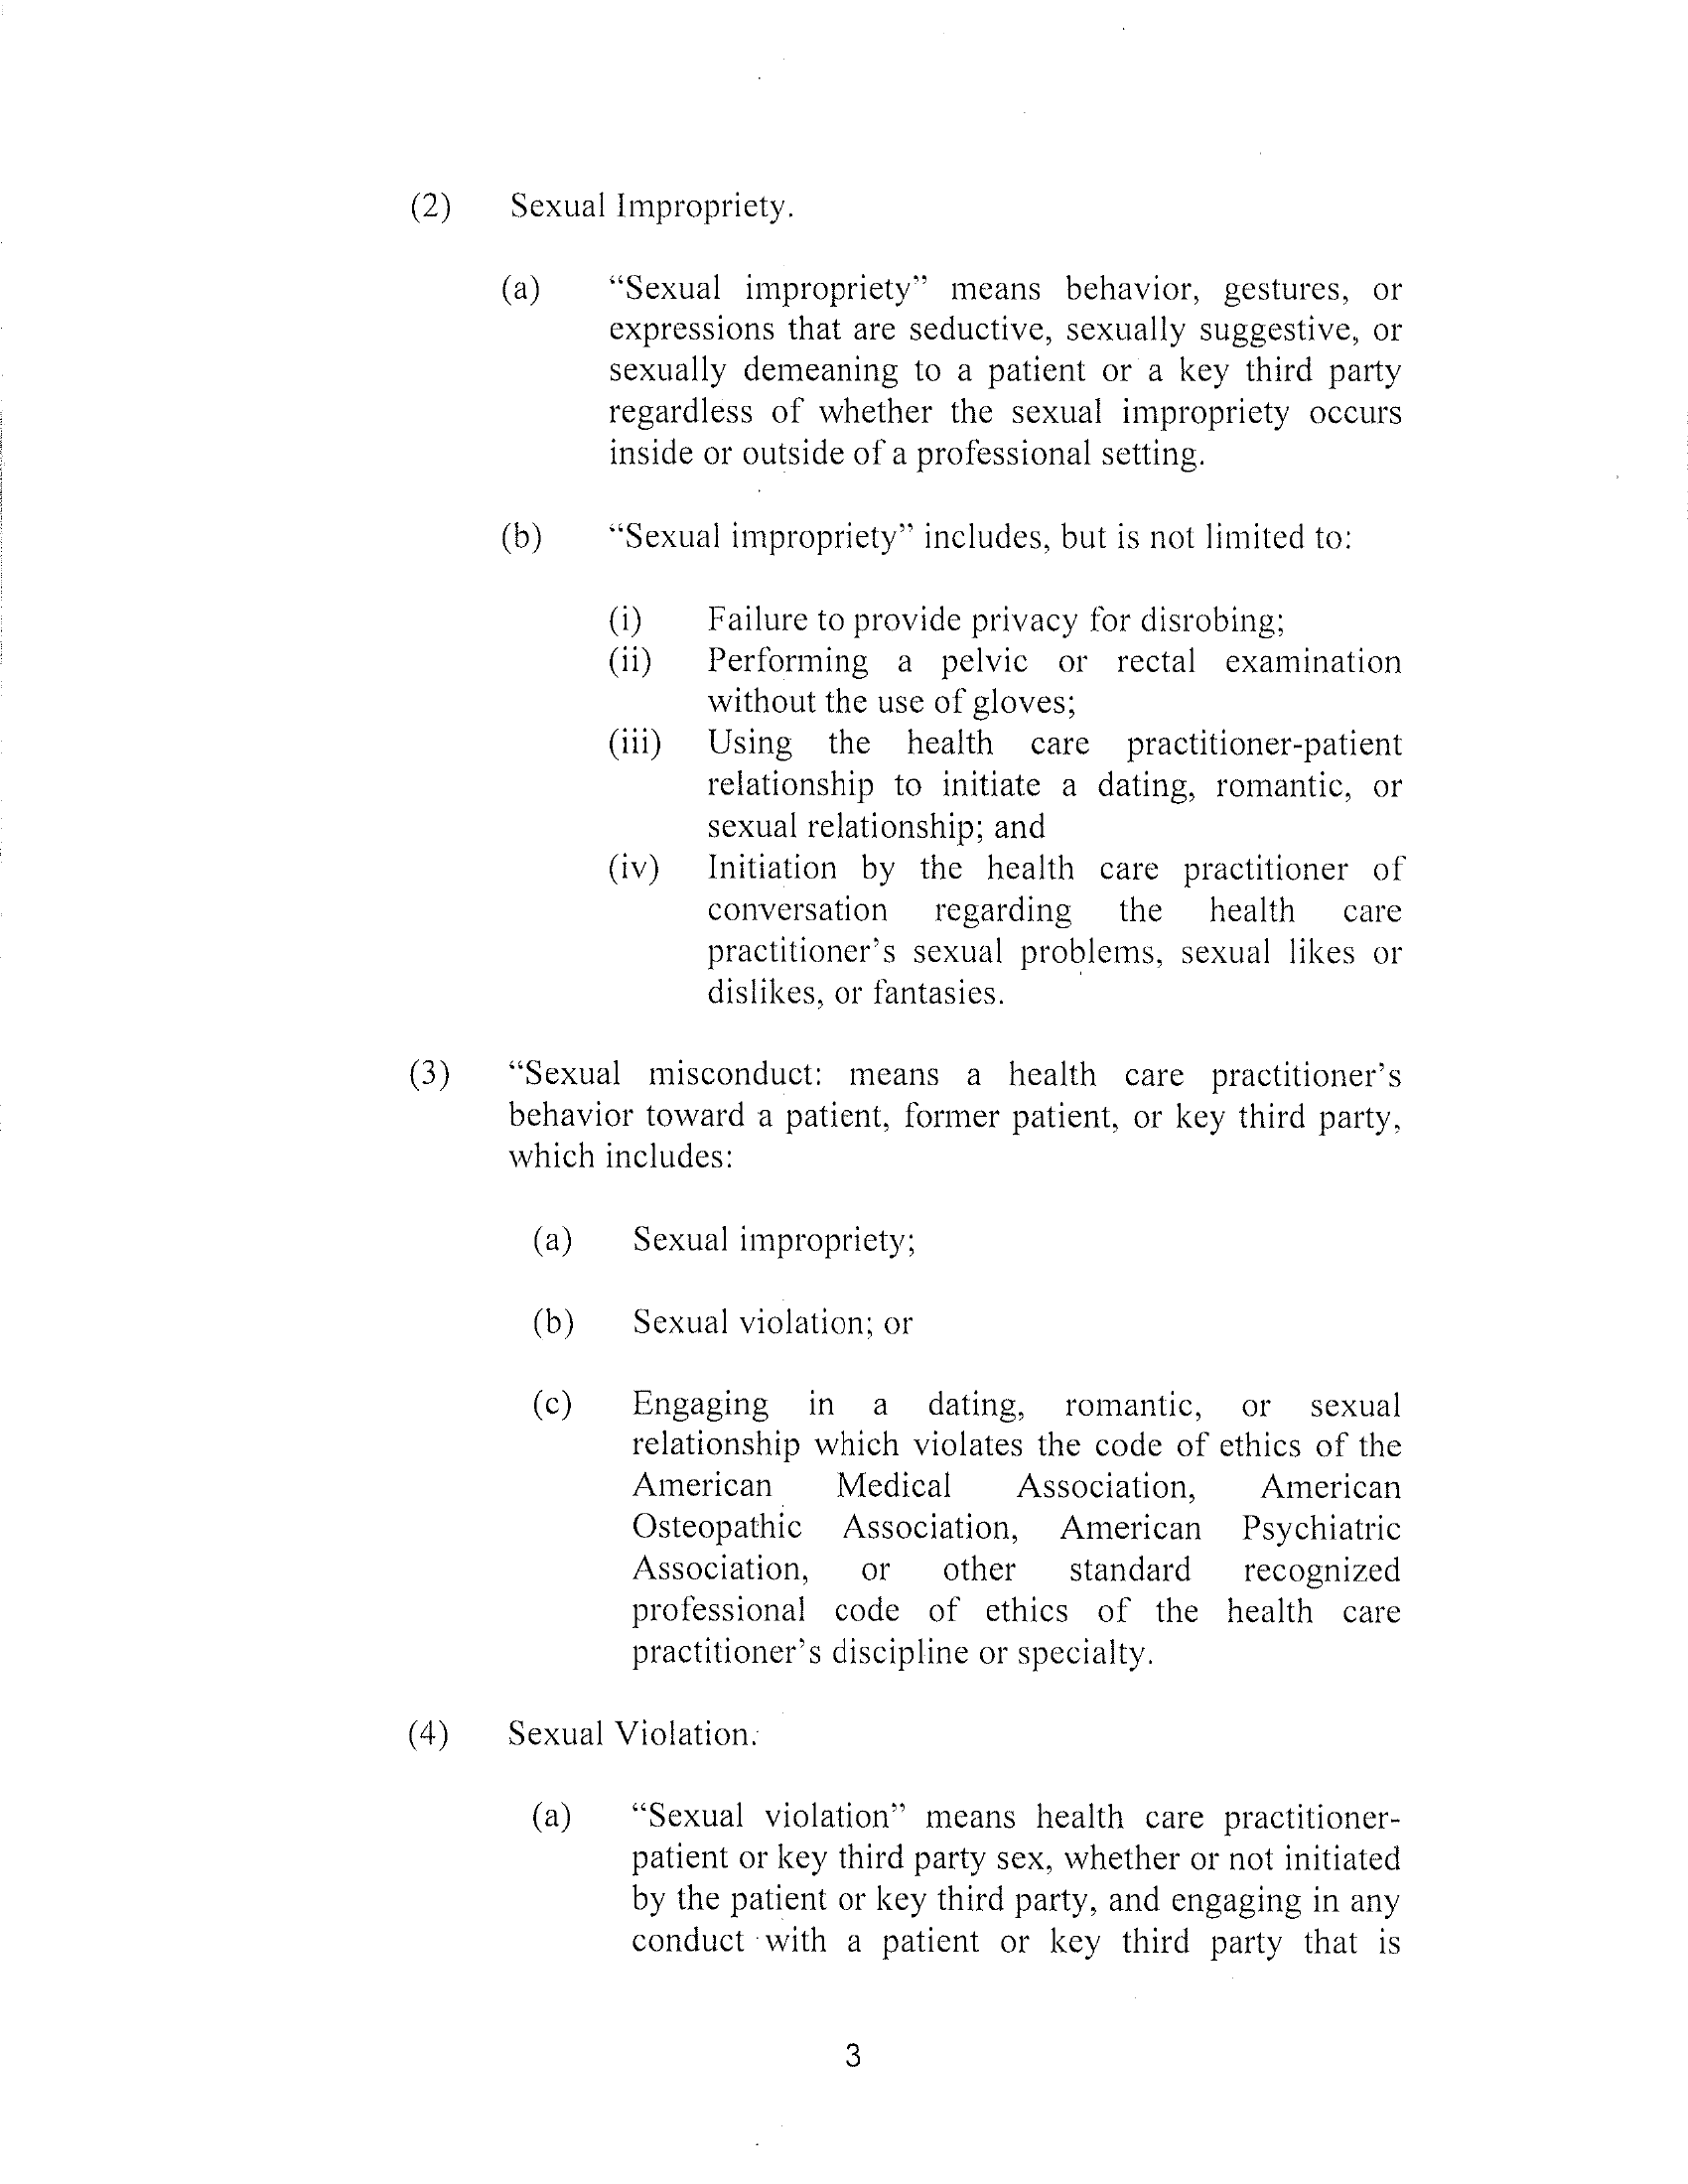 (2) Sexual Impropriety.
(a) “Sexual impropriety” means behavior, gestures, or
expressions that are seductive, sexually suggestive, or
sexually demeaning to a patient or a key third party
regardless of whether the sexual impropriety occurs
inside or outside of a professional setting.
(b) “Sexual impropriety” includes, but is not limited to:
(i) Failure to provide privacy for disrobing;
(ii) Performing a pelvic or rectal examination
without the use of gloves;
(iii) Using the health care practitioner-patient
relationship to initiate a dating, romantic, or
sexual relationship; and
(iv) Initiation by the health care practitioner of
conversation regarding the health care
practitioner’s sexual problems, sexual likes or
dislikes, or fantasies.
(3) “Sexual misconduct: means a health care practitioner’s
behavior toward a patient, former patient, or key third party,
which includes:
(a) Sexual impropriety;
(b) Sexual violation; or
(c) Engaging in a dating, romantic, or sexual
relationship which violates the code of ethics of the
American Medical Association, American
Osteopathic Association, American Psychiatric
Association, or other standard recognized
professional code of ethics of the health care
practitioner’s discipline or specialty.
(4) Sexual Violation.
(a) “Sexual violation” means health care practitioner-
patient or key third party sex, whether or not initiated
by the patient or key third party, and engaging in any
conduct with a patient or key third party that is
3